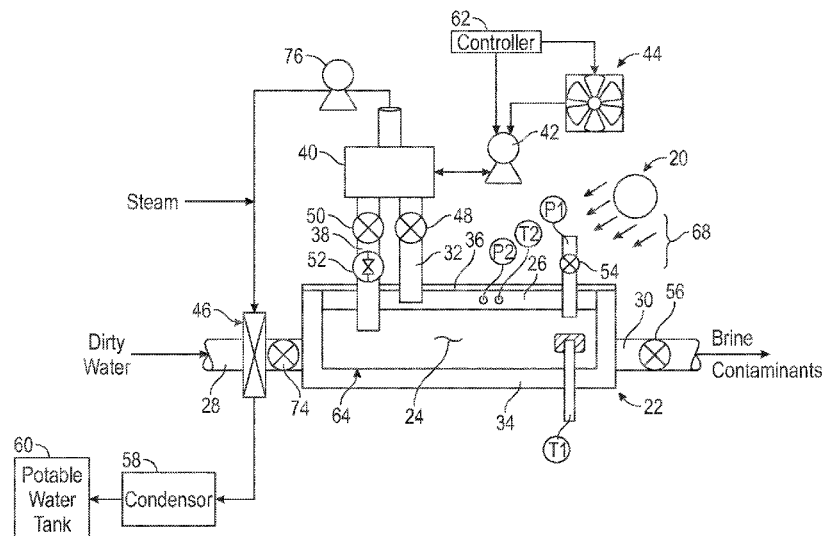 62
Controller
44
76
42
20
40
Steam
50
48
P1
38
T2
68
32
36
P2
52
26
54
46
30
56
Dirty
Water
Brine
Contaminants
28
74
64
24
34
22
T1
60
58
Potable
Water
Tank
Condensor